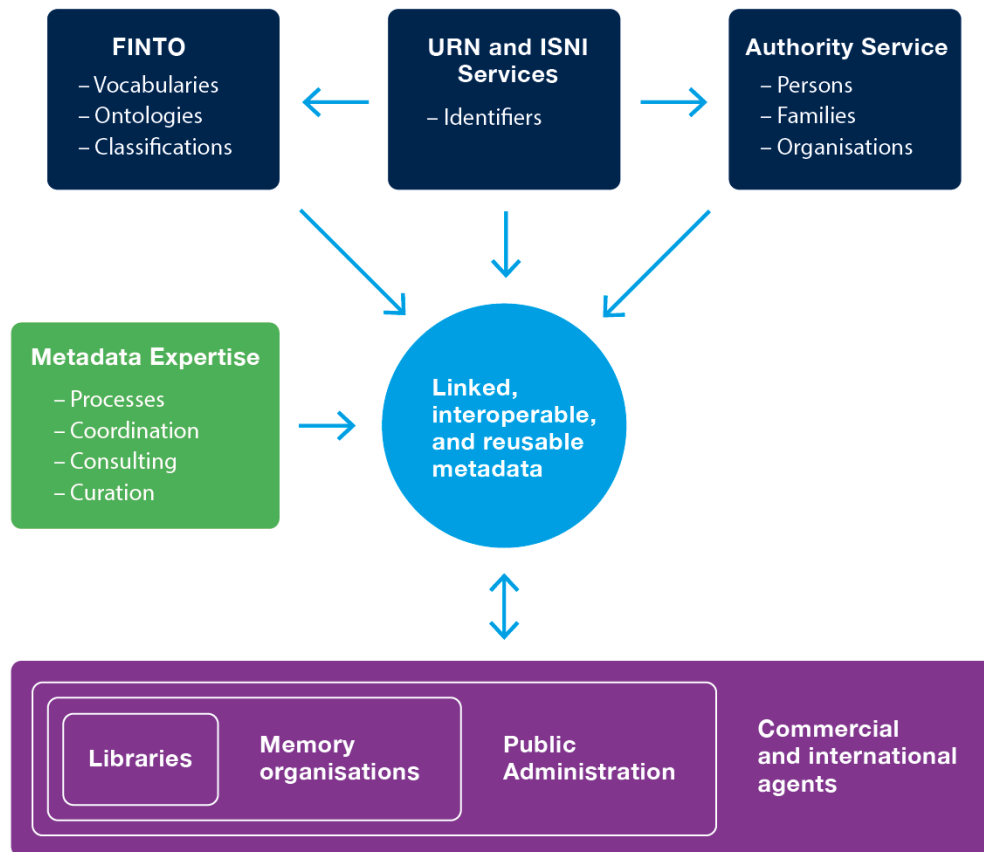 FINTO
– Vocabularies
– Ontologies
– Classifications
URN and ISNI
Services
– Identifiers
Authority Service
– Persons
– Families
– Organisations
Metadata Expertise
– Processes
– Coordination
– Consulting
– Curation
Linked,
interoperable,
and reusable
metadata
Libraries
Memory
organisations
Public
Administration
Commercial
and international
agents